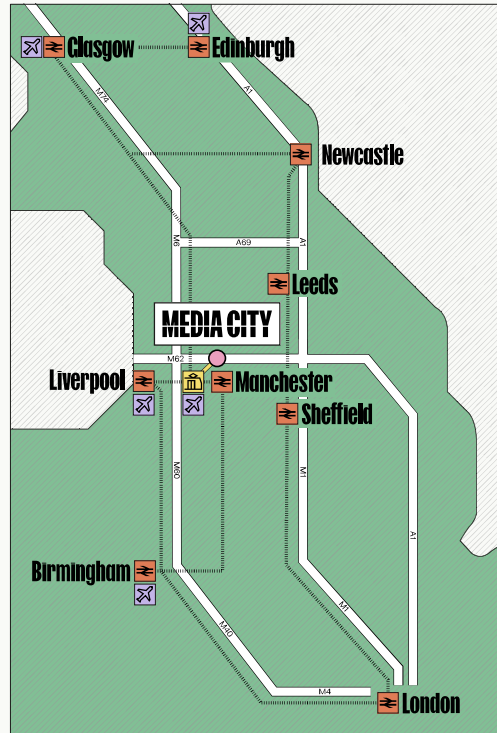 Glasgow
Edinburgh
M74
A1
Newcastle
M6
A69
A1
Leeds
MEDIA CITY
M62
Liverpool
Manchester
Sheffield
M60
M1
A1
Birmingham
M40
M1
M4
London